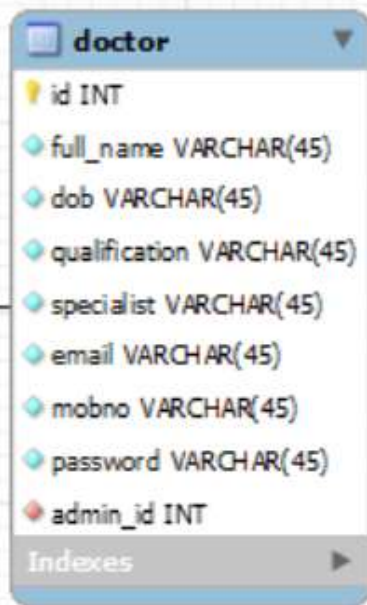 doctor
id INT
full_name VARCHAR(45)
dob VARCHAR(45)
qualification VARCHAR(45)
specialist VARCHAR(45)
email VARCHAR(45)
mobno VARCHAR(45)
password VARCHAR(45)
admin_id INT
Indexes